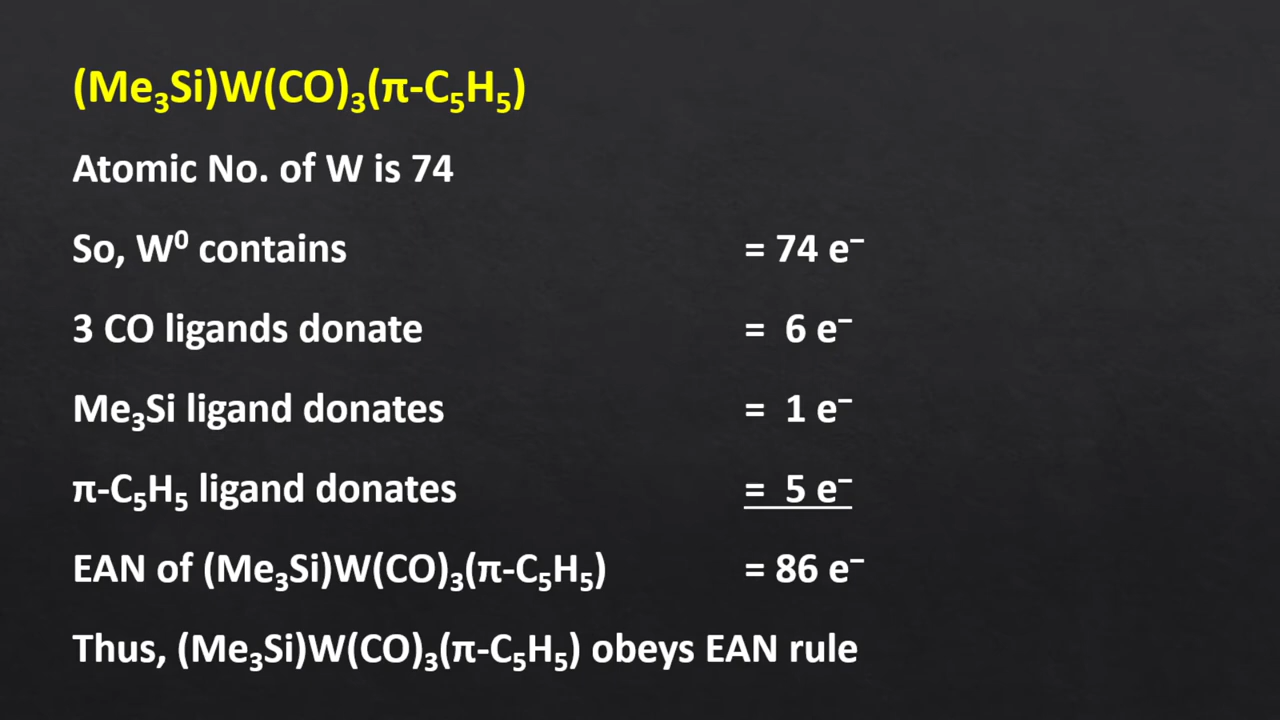 (Me₃Si)W(CO)₃(π-C₅H₅)
Atomic No. of W is 74
So, W⁰ contains = 74 e⁻
3 CO ligands donate = 6 e⁻
Me₃Si ligand donates = 1 e⁻
π-C₅H₅ ligand donates = 5 e⁻
EAN of (Me₃Si)W(CO)₃(π-C₅H₅) = 86 e⁻
Thus, (Me₃Si)W(CO)₃(π-C₅H₅) obeys EAN rule